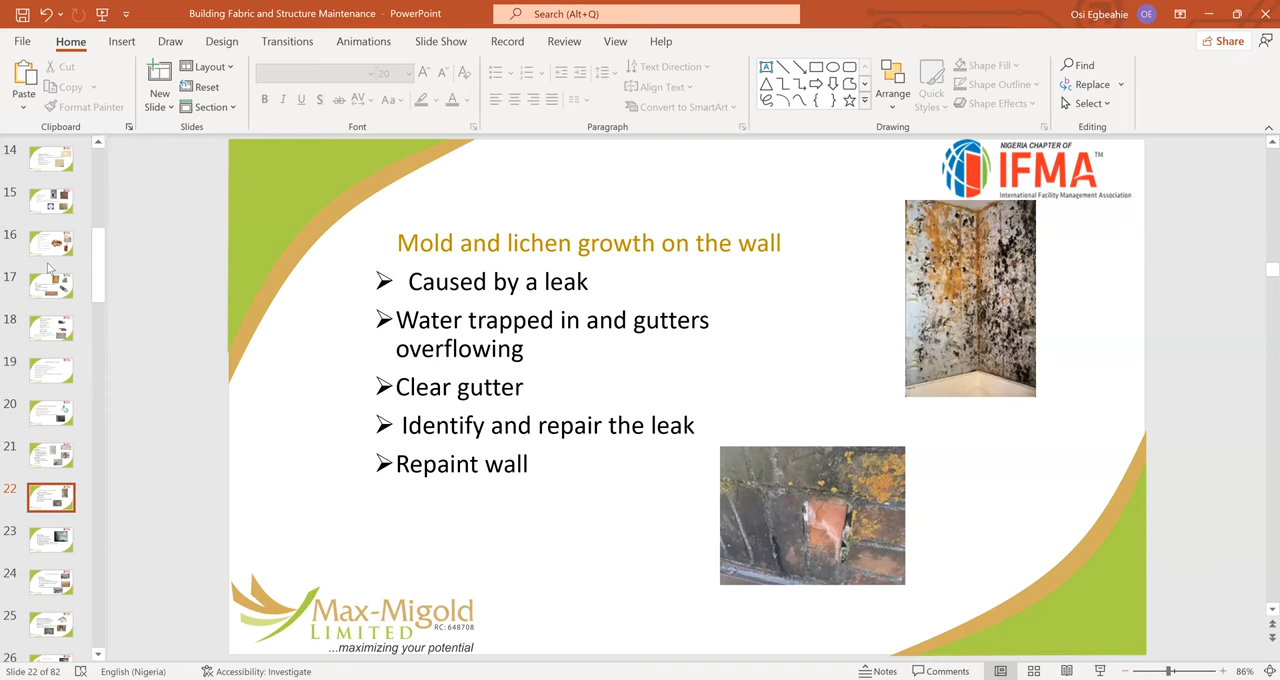 Building Fabric and Structure Maintenance - PowerPoint
Search (Alt+Q)
Osi Egbeahie
OE
File Home Insert Draw Design Transitions Animations Slide Show Record Review View Help
Share
Paste
Cut
Copy
Format Painter
Clipboard
New Slide
Layout
Reset
Section
Slides
20
Font
Text Direction
Align Text
Convert to SmartArt
Paragraph
Arrange
Quick Styles
Shape Fill
Shape Outline
Shape Effects
Drawing
Find
Replace
Select
Editing
14
15
16
17
18
19
20
21
22
23
24
25
26
NIGERIA CHAPTER OF
IFMA™
International Facility Management Association
Mold and lichen growth on the wall
Caused by a leak
Water trapped in and gutters
overflowing
Clear gutter
Identify and repair the leak
Repaint wall
Max-Migold
LIMITED RC: 648708
...maximizing your potential
Slide 22 of 82
English (Nigeria)
Accessibility: Investigate
Notes
Comments
86%